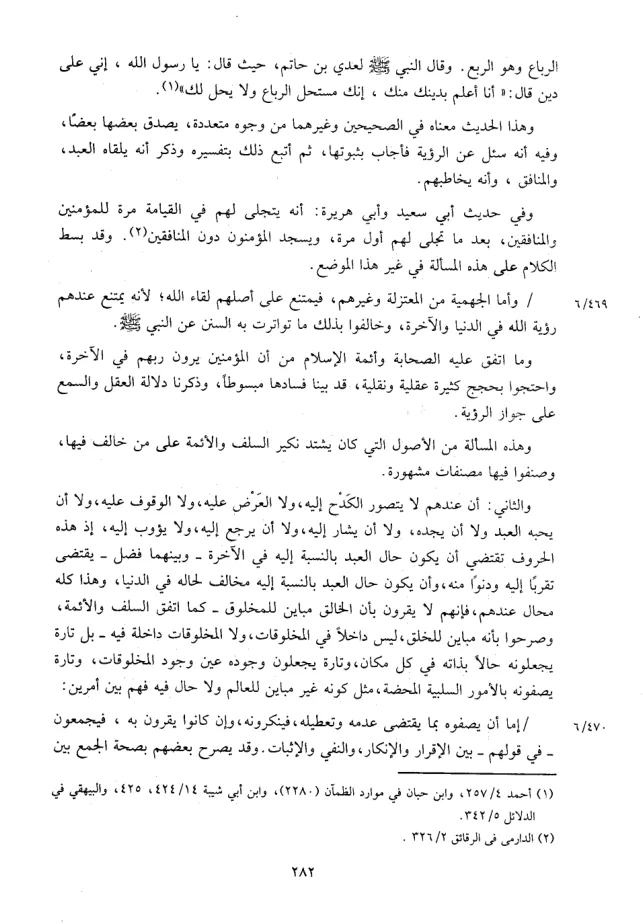 الرباع وهو الربع. وقال النبي ﷺ لعدي بن حاتم، حيث قال: يا رسول الله ، إني على
دين قال:« أنا أعلم بدينك منك ، إنك مستحل الرباع ولا يحل لك»(١).
وهذا الحديث معناه في الصحيحين وغيرهما من وجوه متعددة، يصدق بعضها بعضًا،
وفيه أنه سئل عن الرؤية فأجاب بثبوتها، ثم أتبع ذلك بتفسيره وذكر أنه يلقاه العبد،
والمنافق ، وأنه يخاطبهم.
وفي حديث أبي سعيد وأبي هريرة: أنه يتجلى لهم في القيامة مرة للمؤمنين
والمنافقين، بعد ما تجلى لهم أول مرة، ويسجد المؤمنون دون المنافقين(٢). وقد بسط
الكلام على هذه المسألة في غير هذا الموضع.
٦/٤٦٩ / وأما الجهمية من المعتزلة وغيرهم، فيمتنع على أصلهم لقاء الله؛ لأنه يمتنع عندهم
رؤية الله في الدنيا والآخرة، وخالفوا بذلك ما تواترت به السنن عن النبي ﷺ.
وما اتفق عليه الصحابة وأئمة الإسلام من أن المؤمنين يرون ربهم في الآخرة،
واحتجوا بحجج كثيرة عقلية ونقلية، قد بينا فسادها مبسوطاً، وذكرنا دلالة العقل والسمع
على جواز الرؤية.
وهذه المسألة من الأصول التي كان يشتد نكير السلف والأئمة على من خالف فيها،
وصنفوا فيها مصنفات مشهورة.
والثاني: أن عندهم لا يتصور الكَدْح إليه،ولا العَرْض عليه،ولا الوقوف عليه،ولا أن
يحبه العبد ولا أن يجده، ولا أن يشار إليه،ولا أن يرجع إليه،ولا يؤوب إليه، إذ هذه
الحروف تقتضي أن يكون حال العبد بالنسبة إليه في الآخرة ـ وبينهما فضل ـ يقتضى
تقربًا إليه ودنوًا منه،وأن يكون حال العبد بالنسبة إليه مخالف لحاله في الدنيا، وهذا كله
محال عندهم،فإنهم لا يقرون بأن الخالق مباين للمخلوق ـ كما اتفق السلف والأئمة،
وصرحوا بأنه مباين للخلق،ليس داخلاً في المخلوقات،ولا المخلوقات داخلة فيه ـ بل تارة
يجعلونه حالاً بذاته في كل مكان،وتارة يجعلون وجوده عين وجود المخلوقات، وتارة
يصفونه بالأمور السلبية المحضة،مثل كونه غير مباين للعالم ولا حال فيه فهم بين أمرين:
٦/٤٧٠ /إما أن يصفوه بما يقتضى عدمه وتعطيله،فينكرونه،وإن كانوا يقرون به ، فيجمعون
ـ في قولهم ـ بين الإقرار والإنكار،والنفي والإثبات.وقد يصرح بعضهم بصحة الجمع بين
(١) أحمد ٤/ ٢٥٧، وابن حبان في موارد الظمآن (٢٢٨٠)، وابن أبي شيبة ١٤/ ٤٢٤، ٤٢٥، والبيهقي في
الدلائل ٥/ ٣٤٢.
(٢) الدارمى فى الرقائق ٢/ ٣٢٦ .
٢٨٢